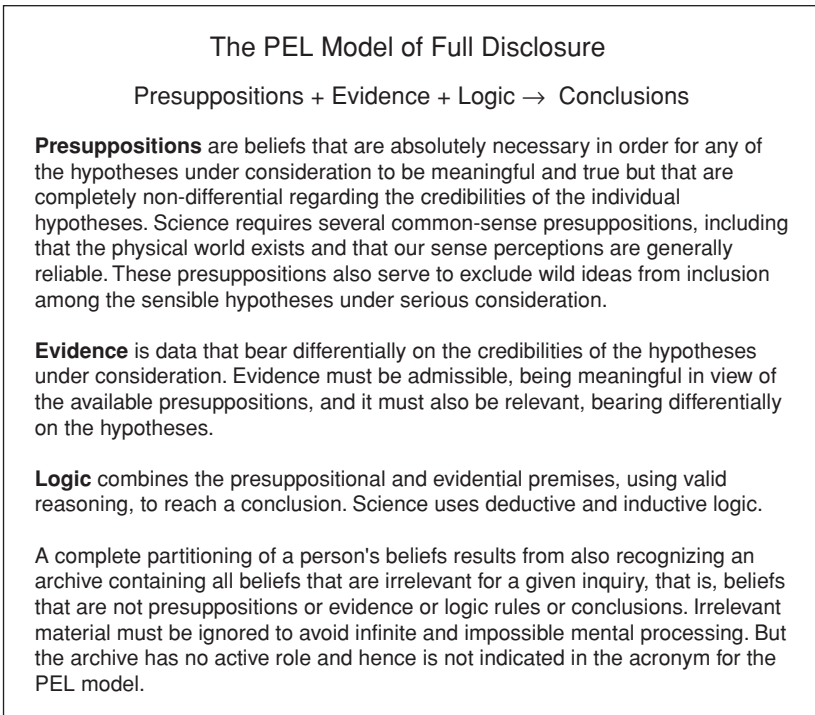 The PEL Model of Full Disclosure
Presuppositions + Evidence + Logic → Conclusions
Presuppositions are beliefs that are absolutely necessary in order for any of
the hypotheses under consideration to be meaningful and true but that are
completely non-differential regarding the credibilities of the individual
hypotheses. Science requires several common-sense presuppositions, including
that the physical world exists and that our sense perceptions are generally
reliable. These presuppositions also serve to exclude wild ideas from inclusion
among the sensible hypotheses under serious consideration.
Evidence is data that bear differentially on the credibilities of the hypotheses
under consideration. Evidence must be admissible, being meaningful in view of
the available presuppositions, and it must also be relevant, bearing differentially
on the hypotheses.
Logic combines the presuppositional and evidential premises, using valid
reasoning, to reach a conclusion. Science uses deductive and inductive logic.
A complete partitioning of a person's beliefs results from also recognizing an
archive containing all beliefs that are irrelevant for a given inquiry, that is, beliefs
that are not presuppositions or evidence or logic rules or conclusions. Irrelevant
material must be ignored to avoid infinite and impossible mental processing. But
the archive has no active role and hence is not indicated in the acronym for the
PEL model.